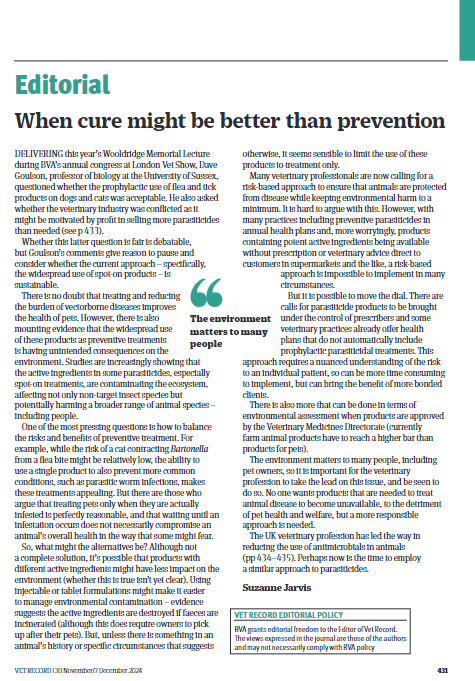 Editorial
When cure might be better than prevention
DELIVERING this year's Wooldridge Memorial Lecture
during BVA's annual congress at London Vet Show, Dave
Goulson, professor of biology at the University of Sussex,
questioned whether the prophylactic use of flea and tick
products on dogs and cats was acceptable. He also asked
whether the veterinary industry was conflicted as it
might be motivated by profit in selling more parasiticides
than needed (see p 433).
Whether this latter question is fair is debatable,
but Goulson's comments give reason to pause and
consider whether the current approach – specifically,
the widespread use of spot-on products – is
sustainable.
There is no doubt that treating and reducing
the burden of vectorborne diseases improves
the health of pets. However, there is also
mounting evidence that the widespread use
of these products as preventive treatments
is having unintended consequences on the
environment. Studies are increasingly showing that
the active ingredients in some parasiticides, especially
spot-on treatments, are contaminating the ecosystem,
affecting not only non-target insect species but
potentially harming a broader range of animal species –
including people.
One of the most pressing questions is how to balance
the risks and benefits of preventive treatment. For
example, while the risk of a cat contracting Bartonella
from a flea bite might be relatively low, the ability to
use a single product to also prevent more common
conditions, such as parasitic worm infections, makes
these treatments appealing. But there are those who
argue that treating pets only when they are actually
infested is perfectly reasonable, and that waiting until an
infestation occurs does not necessarily compromise an
animal's overall health in the way that some might fear.
So, what might the alternatives be? Although not
a complete solution, it's possible that products with
different active ingredients might have less impact on the
environment (whether this is true isn't yet clear). Using
injectable or tablet formulations might make it easier
to manage environmental contamination – evidence
suggests the active ingredients are destroyed if faeces are
incinerated (although this does require owners to pick
up after their pets). But, unless there is something in an
animal's history or specific circumstances that suggests
The environment
matters to many
people
otherwise, it seems sensible to limit the use of these
products to treatment only.
Many veterinary professionals are now calling for a
risk-based approach to ensure that animals are protected
from disease while keeping environmental harm to a
minimum. It is hard to argue with this. However, with
many practices including preventive parasiticides in
annual health plans and, more worryingly, products
containing potent active ingredients being available
without prescription or veterinary advice direct to
customers in supermarkets and the like, a risk-based
approach is impossible to implement in many
circumstances.
But it is possible to move the dial. There are
calls for parasiticide products to be brought
under the control of prescribers and some
veterinary practices already offer health
plans that do not automatically include
prophylactic parasiticidal treatments. This
approach requires a nuanced understanding of the risk
to an individual patient, so can be more time consuming
to implement, but can bring the benefit of more bonded
clients.
There is also more that can be done in terms of
environmental assessment when products are approved
by the Veterinary Medicines Directorate (currently
farm animal products have to reach a higher bar than
products for pets).
The environment matters to many people, including
pet owners, so it is important for the veterinary
profession to take the lead on this issue, and be seen to
do so. No one wants products that are needed to treat
animal disease to become unavailable, to the detriment
of pet health and welfare, but a more responsible
approach is needed.
The UK veterinary profession has led the way in
reducing the use of antimicrobials in animals
(pp 434–435). Perhaps now is the time to employ
a similar approach to parasiticides.
Suzanne Jarvis
VET RECORD EDITORIAL POLICY
BVA grants editorial freedom to the Editor of Vet Record.
The views expressed in the journal are those of the authors
and may not necessarily comply with BVA policy
VET RECORD | 30 November/7 December 2024
431